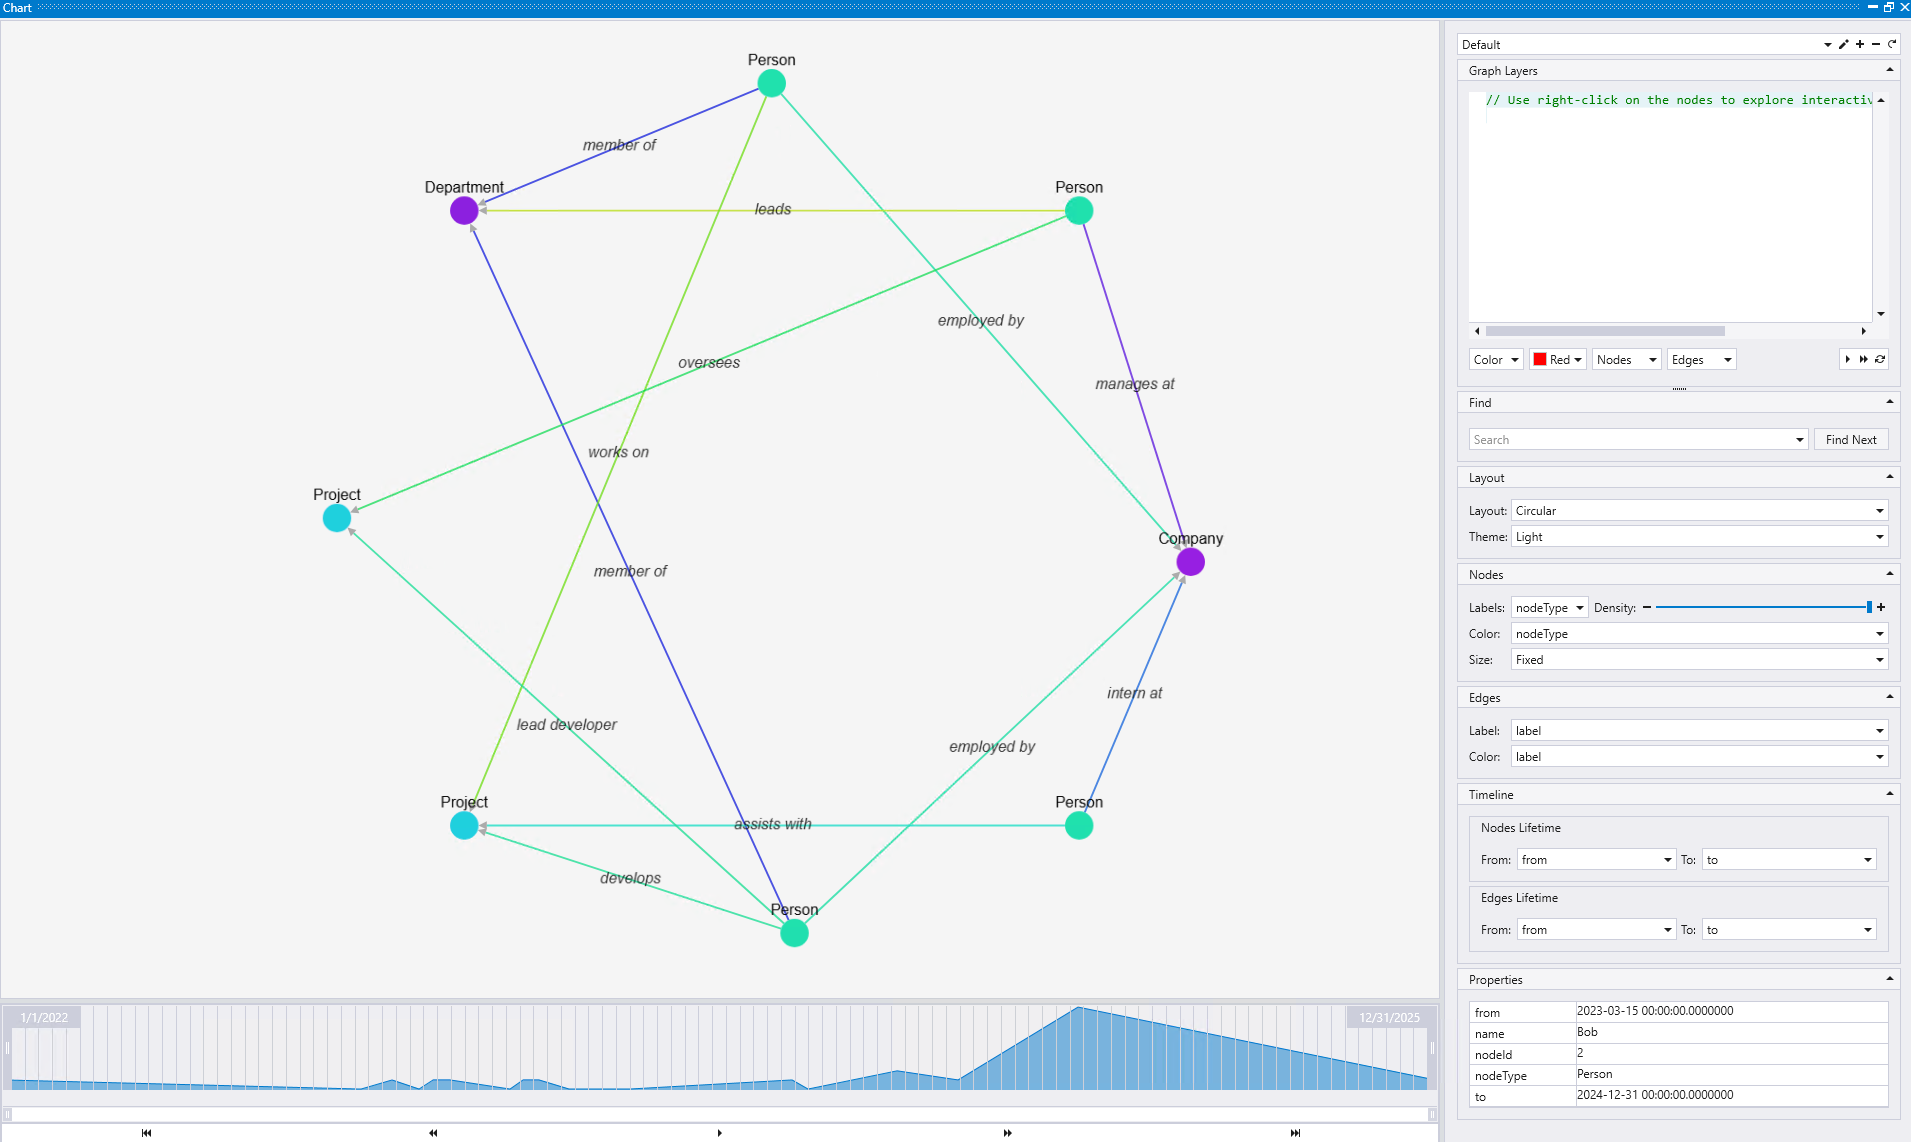 Chart
Person
member of
Department
Person
leads
employed by
oversees
manages at
works on
Project
Company
member of
intern at
lead developer
employed by
Project
Person
assists with
develops
Person
1/1/2022
12/31/2025
Default
Graph Layers
// Use right-click on the nodes to explore interactiv
Color Red Nodes Edges
Find
Search Find Next
Layout
Layout: Circular
Theme: Light
Nodes
Labels: nodeType Density:
Color: nodeType
Size: Fixed
Edges
Label: label
Color: label
Timeline
Nodes Lifetime
From: from To: to
Edges Lifetime
From: from To: to
Properties
from 2023-03-15 00:00:00.0000000
name Bob
nodeId 2
nodeType Person
to 2024-12-31 00:00:00.0000000